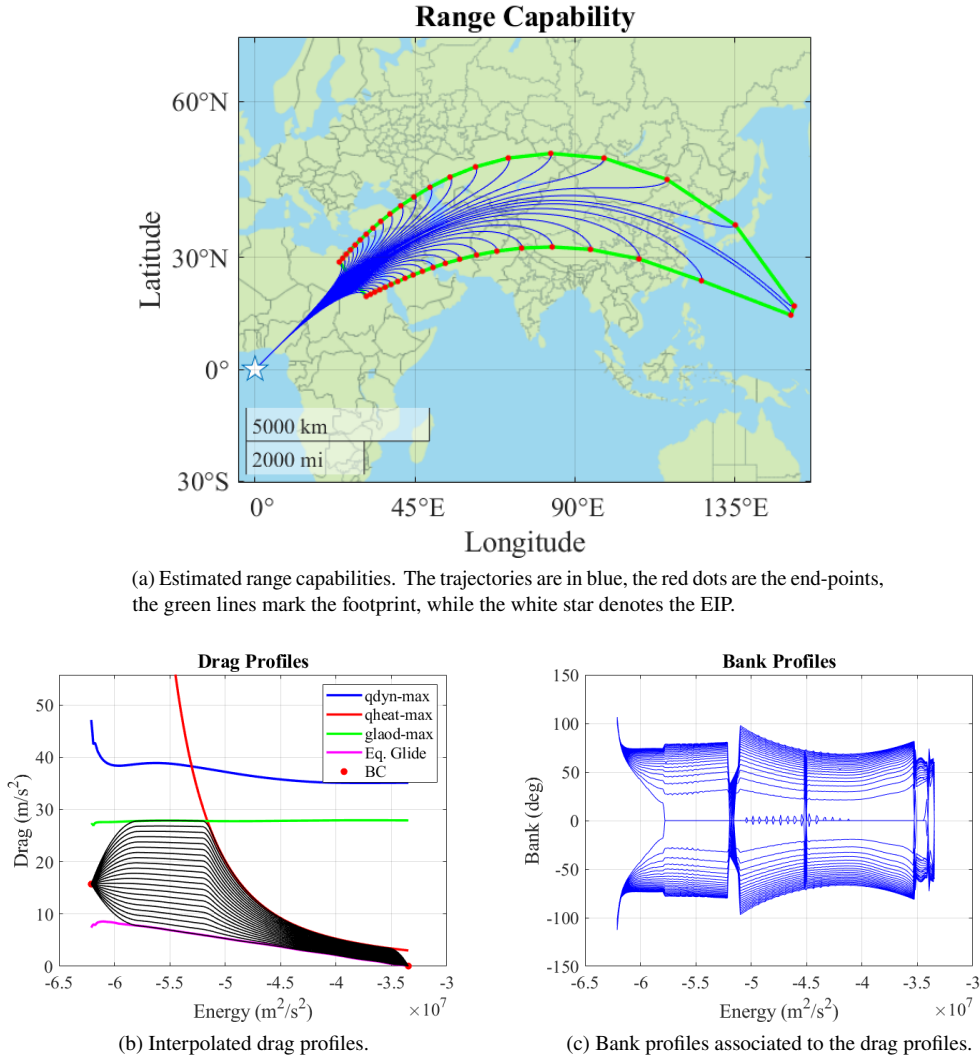 Range Capability
60°N
30°N
0°
30°S
Latitude
5000 km
2000 mi
0°
45°E
90°E
135°E
Longitude
(a) Estimated range capabilities. The trajectories are in blue, the red dots are the end-points,
the green lines mark the footprint, while the white star denotes the EIP.
Drag Profiles
50
40
30
20
10
0
Drag (m/s²)
qdyn-max
qheat-max
glaod-max
Eq. Glide
BC
-6.5
-6
-5.5
-5
-4.5
-4
-3.5
-3
Energy (m²/s²)
×10⁷
(b) Interpolated drag profiles.
Bank Profiles
150
100
50
0
-50
-100
-150
Bank (deg)
-6.5
-6
-5.5
-5
-4.5
-4
-3.5
-3
Energy (m²/s²)
×10⁷
(c) Bank profiles associated to the drag profiles.